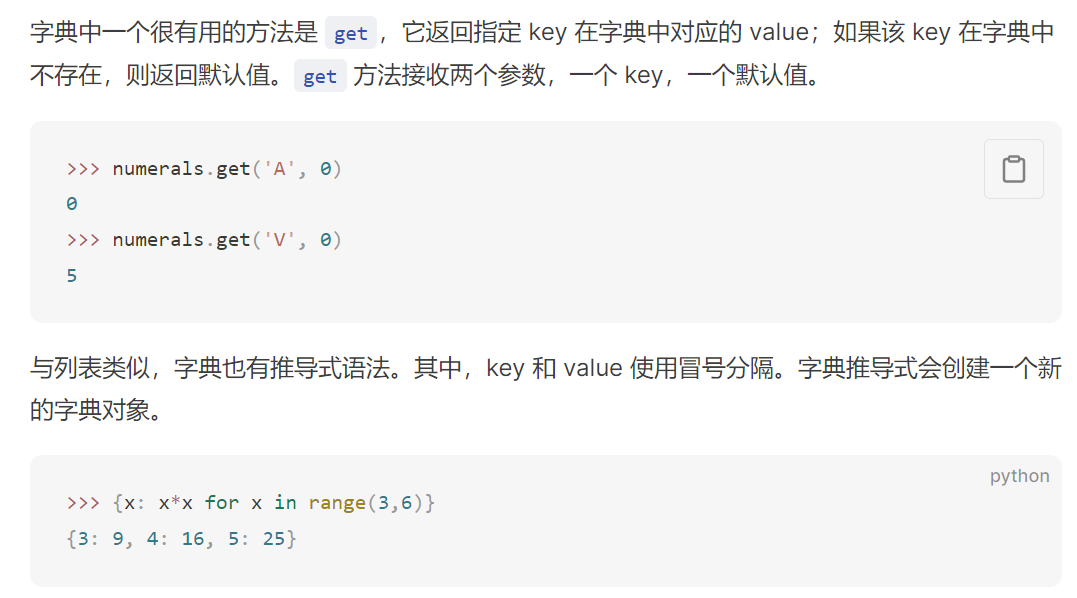 字典中一个很有用的方法是 get，它返回指定 key 在字典中对应的 value；如果该 key 在字典中
不存在，则返回默认值。get 方法接收两个参数，一个 key，一个默认值。
>>> numerals.get('A', 0)
0
>>> numerals.get('V', 0)
5
与列表类似，字典也有推导式语法。其中，key 和 value 使用冒号分隔。字典推导式会创建一个新
的字典对象。
python
>>> {x: x*x for x in range(3,6)}
{3: 9, 4: 16, 5: 25}